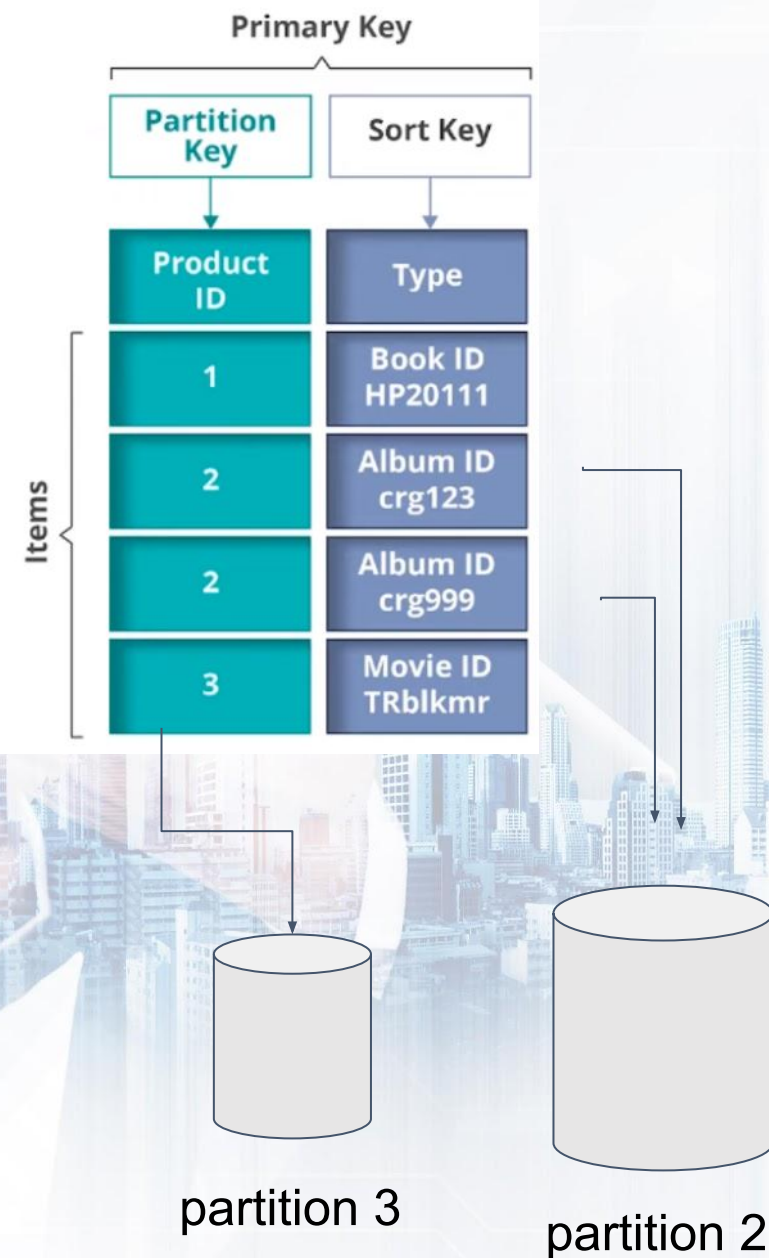 Primary Key
Partition
Key
Sort Key
Product
ID
Type
Items
1
Book ID
HP20111
2
Album ID
crg123
2
Album ID
crg999
3
Movie ID
TRblkmr
partition 3
partition 2